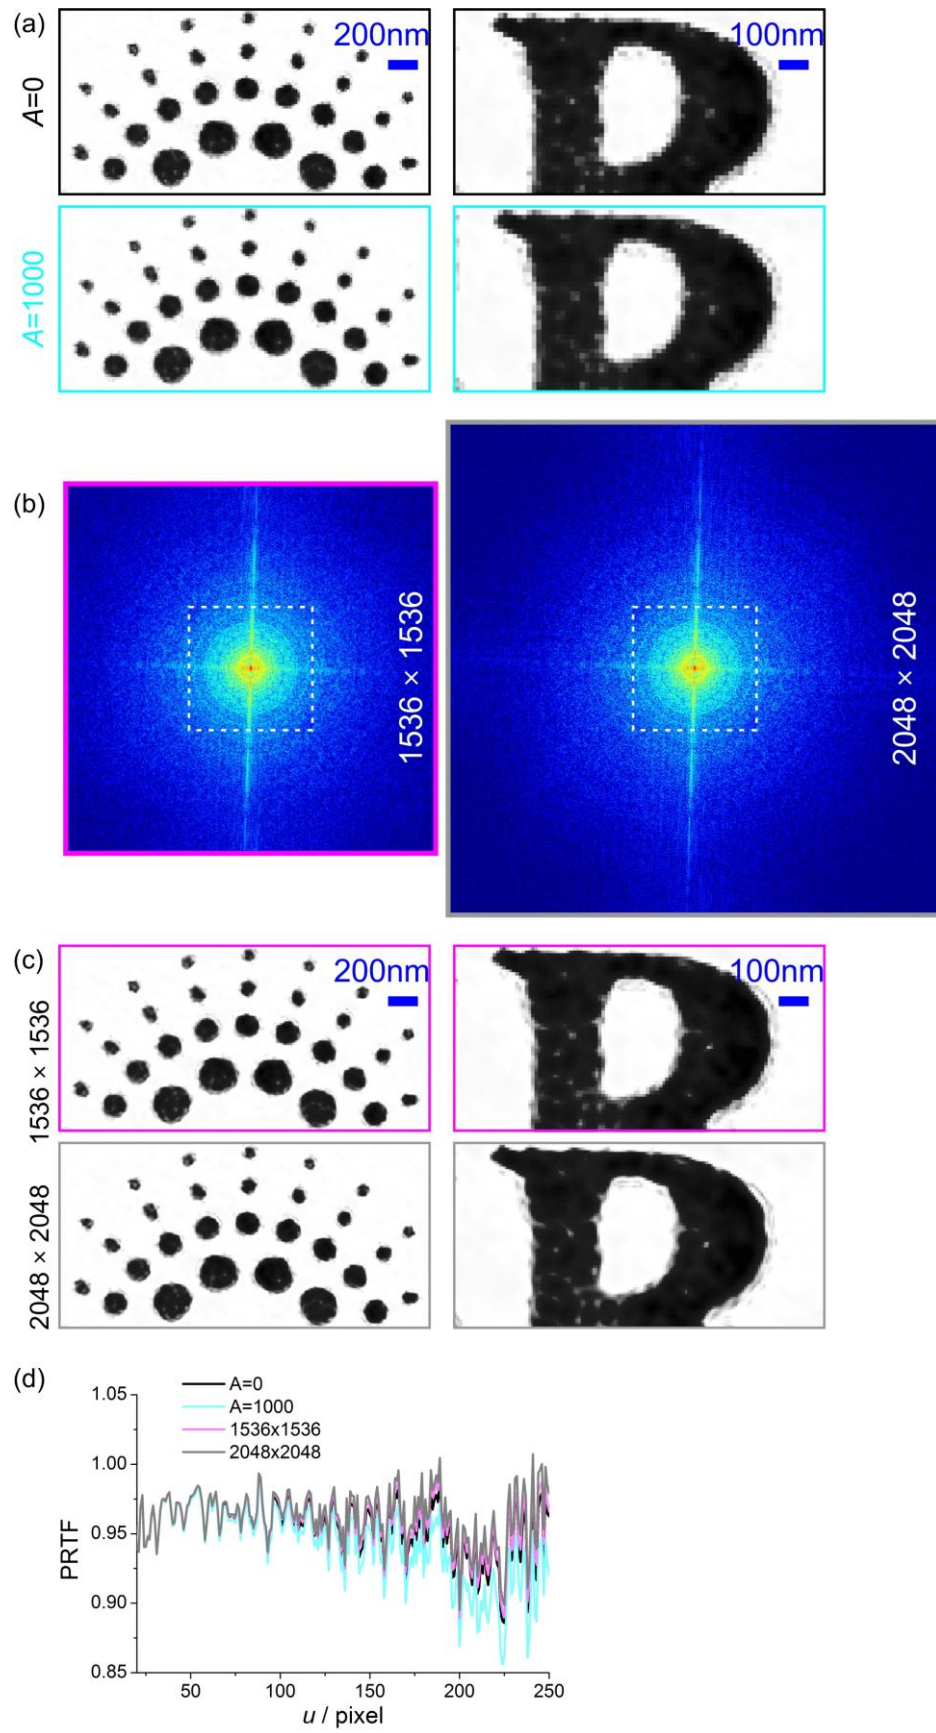 (a)
A=0
200nm
100nm
A=1000
(b)
1536 × 1536
2048 × 2048
(c)
1536 × 1536
200nm
100nm
2048 × 2048
(d)
A=0
A=1000
1536x1536
2048x2048
PRTF
1.05
1.00
0.95
0.90
0.85
50 100 150 200 250
u / pixel